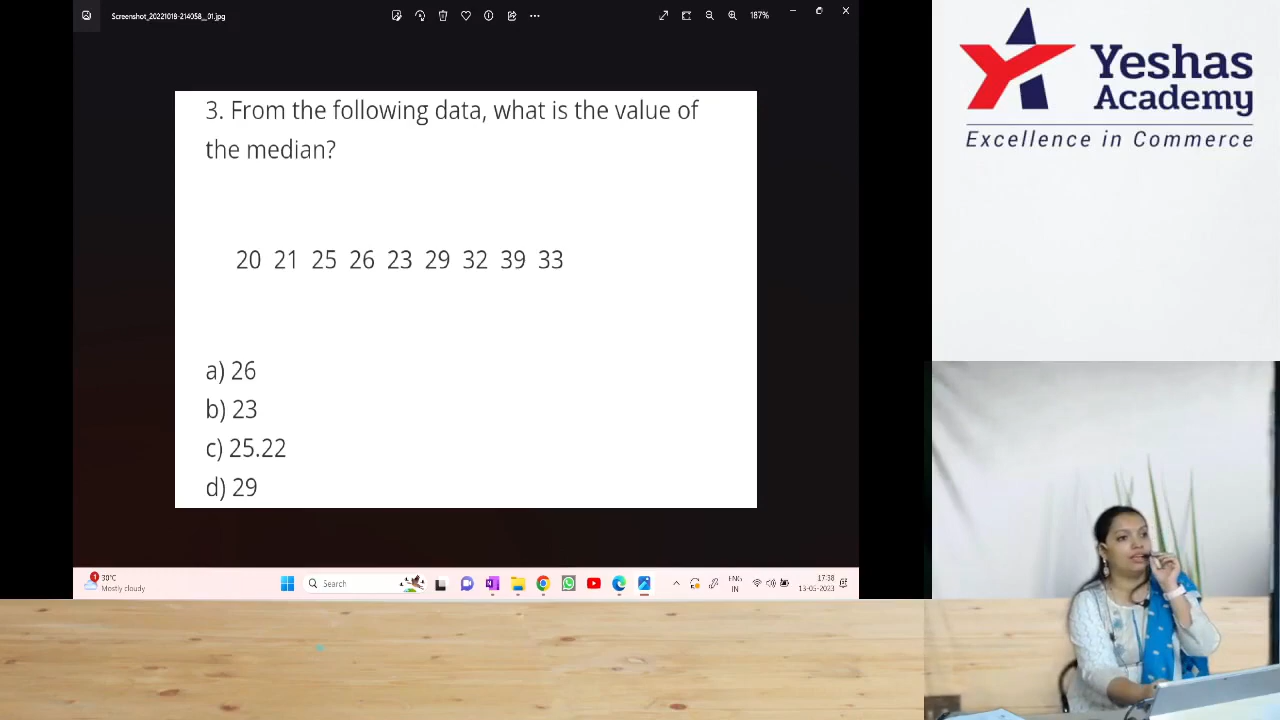 Screenshot_20221018-214058_01.jpg
187%
Yeshas
Academy
Excellence in Commerce
3. From the following data, what is the value of
the median?
20 21 25 26 23 29 32 39 33
a) 26
b) 23
c) 25.22
d) 29
1
30°C
Mostly cloudy
Search
ENG
IN
17:38
13-05-2023